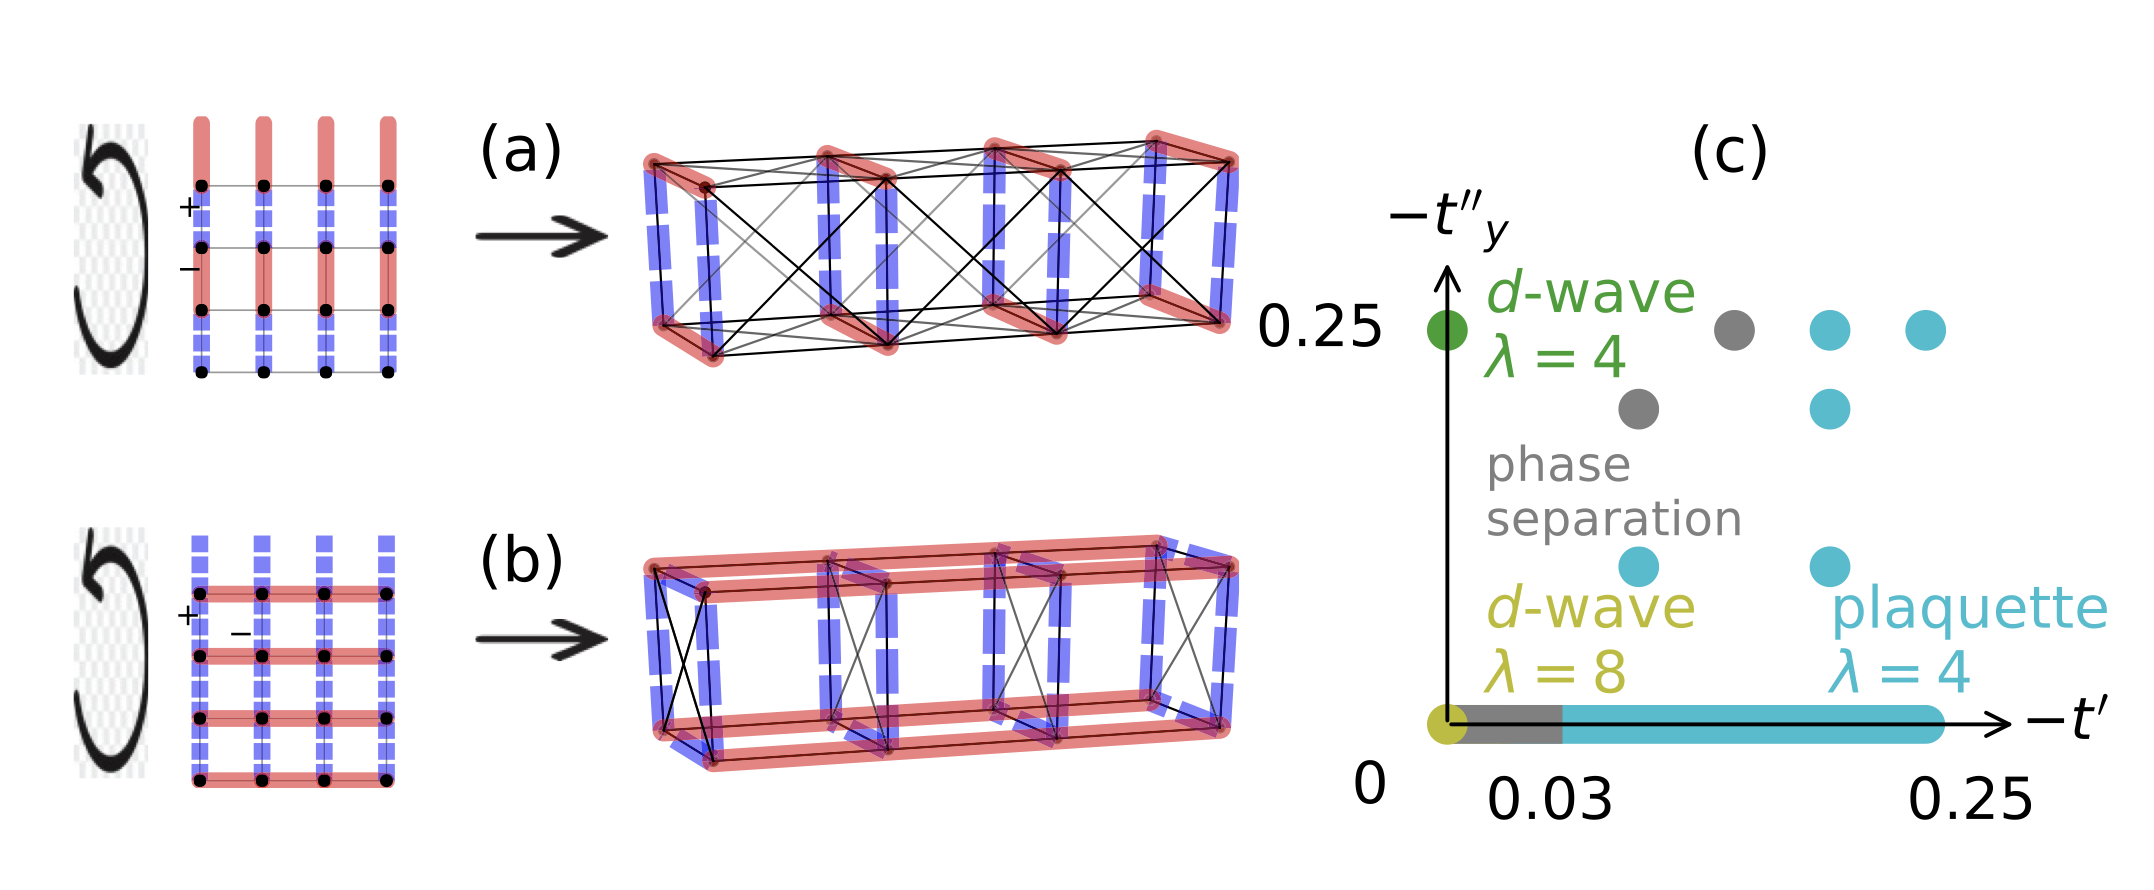 (a)
+
−
(b)
+
−
(c)
−t″y
0.25
d-wave
λ = 4
phase
separation
d-wave
λ = 8
plaquette
λ = 4
−t′
0
0.03
0.25